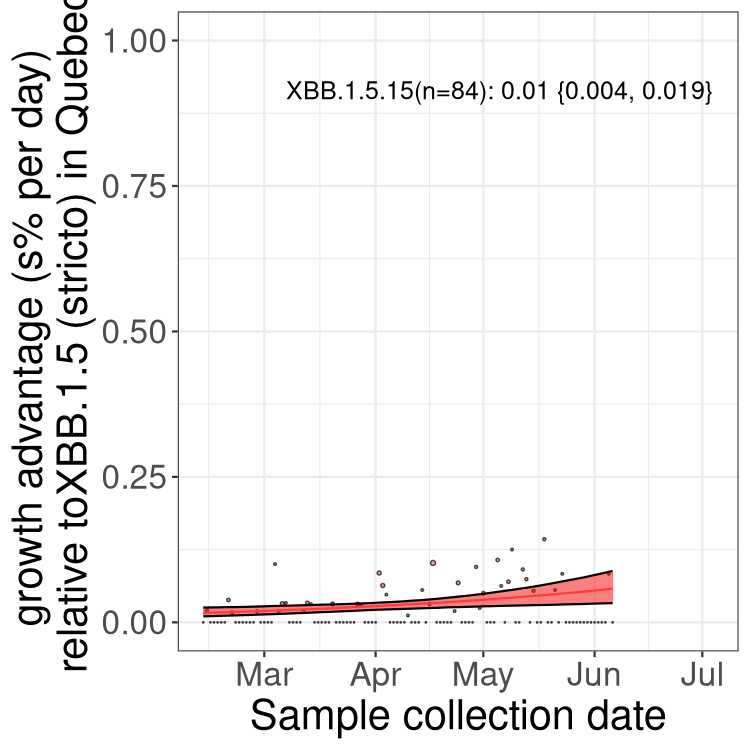 growth advantage (s% per day)
relative toXBB.1.5 (stricto) in Quebec
1.00
0.75
0.50
0.25
0.00
XBB.1.5.15(n=84): 0.01 {0.004, 0.019}
Mar Apr May Jun Jul
Sample collection date